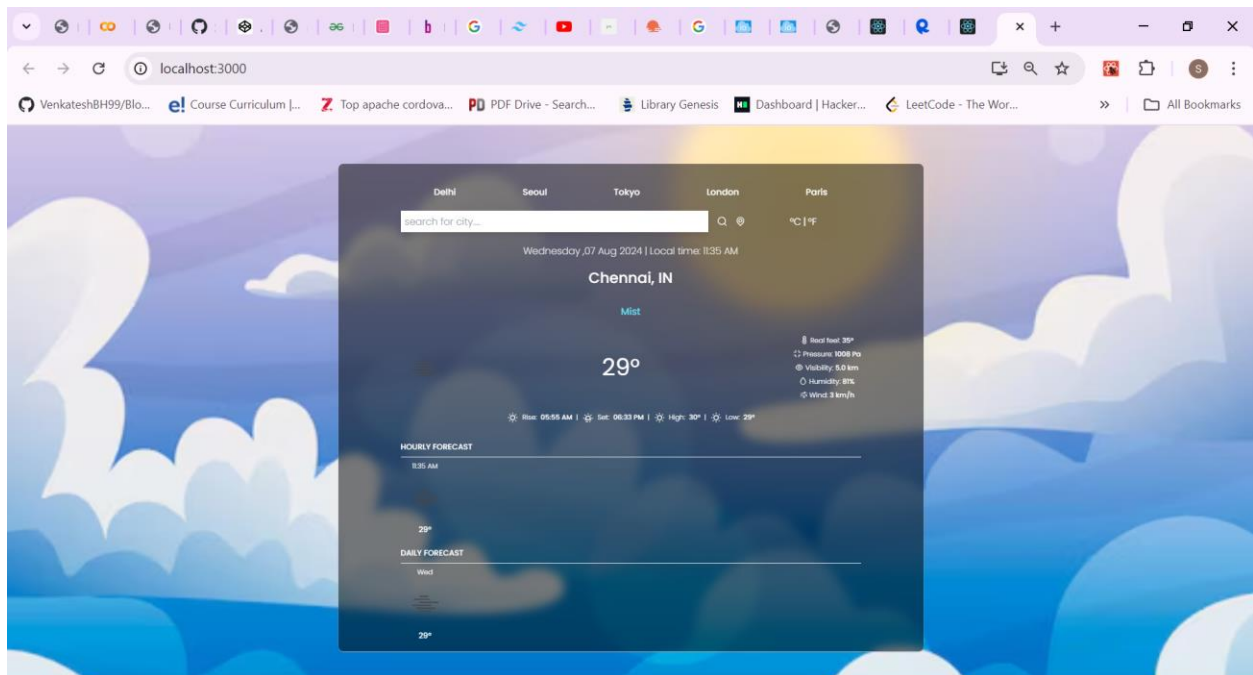 localhost:3000
VenkateshBH99/Blo... Course Curriculum |... Top apache cordova... PDF Drive - Search... Library Genesis Dashboard | Hacker... LeetCode - The Wor... » All Bookmarks
Delhi Seoul Tokyo London Paris
search for city... °C | °F
Wednesday ,07 Aug 2024 | Local time: 11:35 AM
Chennai, IN
Mist
Real feel: 35°
Pressure: 1008 Pa
29°
Visibility: 5.0 km
Humidity: 81%
Wind: 3 km/h
Rise: 05:55 AM | Set: 06:33 PM | High: 30° | Low: 29°
HOURLY FORECAST
11:35 AM
29°
DAILY FORECAST
Wed
29°